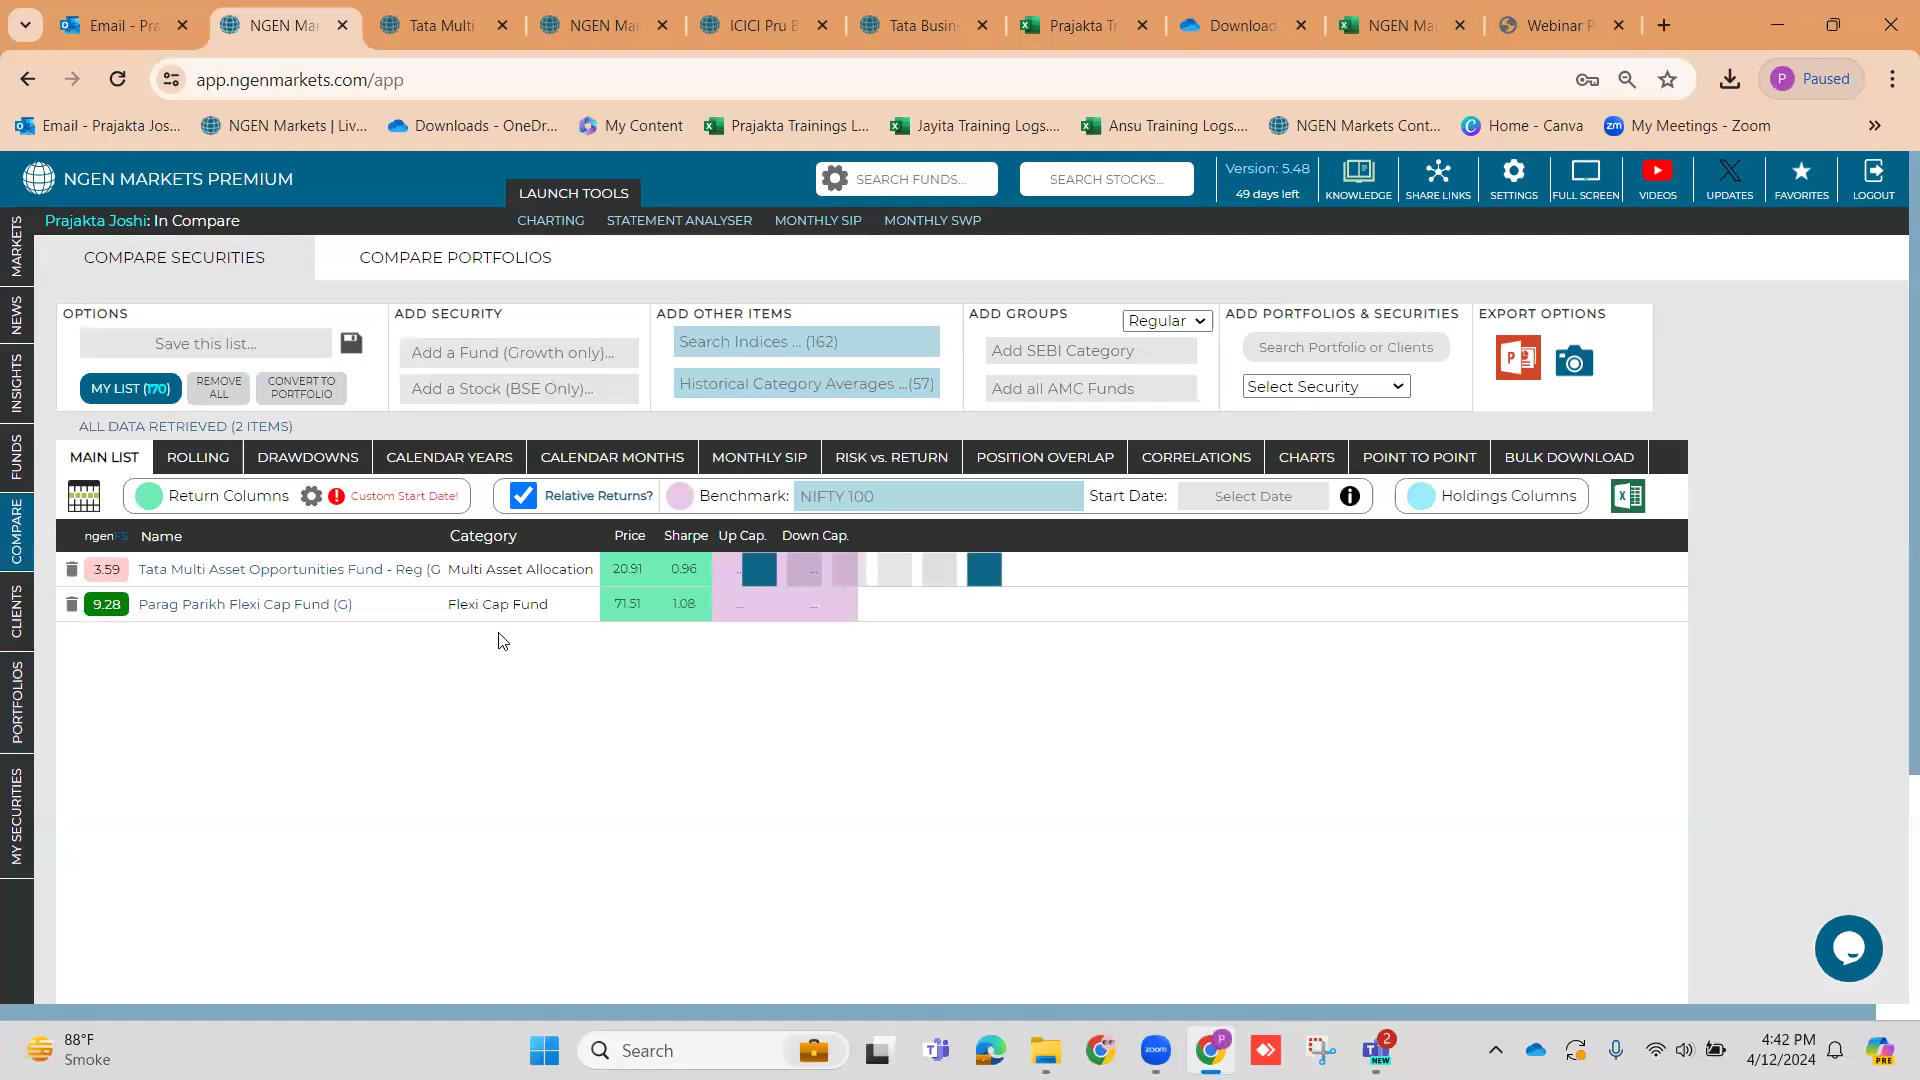 Email - Pra
NGEN Mar
Tata Multi
NGEN Mar
ICICI Pru B
Tata Busin
Prajakta Tr
Download
NGEN Ma
Webinar P
app.ngenmarkets.com/app
P Paused
Email - Prajakta Jos...
NGEN Markets | Liv...
Downloads - OneDr...
My Content
Prajakta Trainings L...
Jayita Training Logs....
Ansu Training Logs....
NGEN Markets Cont...
Home - Canva
zm My Meetings - Zoom
NGEN MARKETS PREMIUM
LAUNCH TOOLS
SEARCH FUNDS...
SEARCH STOCKS...
Version: 5.48
49 days left
KNOWLEDGE
SHARE LINKS
SETTINGS
FULL SCREEN
VIDEOS
UPDATES
FAVORITES
LOGOUT
Prajakta Joshi: In Compare
CHARTING
STATEMENT ANALYSER
MONTHLY SIP
MONTHLY SWP
MARKETS
NEWS
INSIGHTS
FUNDS
COMPARE
CLIENTS
PORTFOLIOS
MY SECURITIES
COMPARE SECURITIES
COMPARE PORTFOLIOS
OPTIONS
Save this list...
MY LIST (170)
REMOVE ALL
CONVERT TO PORTFOLIO
ADD SECURITY
Add a Fund (Growth only)...
Add a Stock (BSE Only)...
ADD OTHER ITEMS
Search Indices ... (162)
Historical Category Averages ...(57)
ADD GROUPS
Regular
Add SEBI Category
Add all AMC Funds
ADD PORTFOLIOS & SECURITIES
Search Portfolio or Clients
Select Security
EXPORT OPTIONS
ALL DATA RETRIEVED (2 ITEMS)
MAIN LIST
ROLLING
DRAWDOWNS
CALENDAR YEARS
CALENDAR MONTHS
MONTHLY SIP
RISK vs. RETURN
POSITION OVERLAP
CORRELATIONS
CHARTS
POINT TO POINT
BULK DOWNLOAD
Return Columns
Custom Start Date!
Relative Returns?
Benchmark:
NIFTY 100
Start Date:
Select Date
Holdings Columns
ngenFS Name Category Price Sharpe Up Cap. Down Cap.
3.59 Tata Multi Asset Opportunities Fund - Reg (G Multi Asset Allocation 20.91 0.96 ... ...
9.28 Parag Parikh Flexi Cap Fund (G) Flexi Cap Fund 71.51 1.08 ... ...
88°F
Smoke
Search
zoom
2
NEW
4:42 PM
4/12/2024
PRE